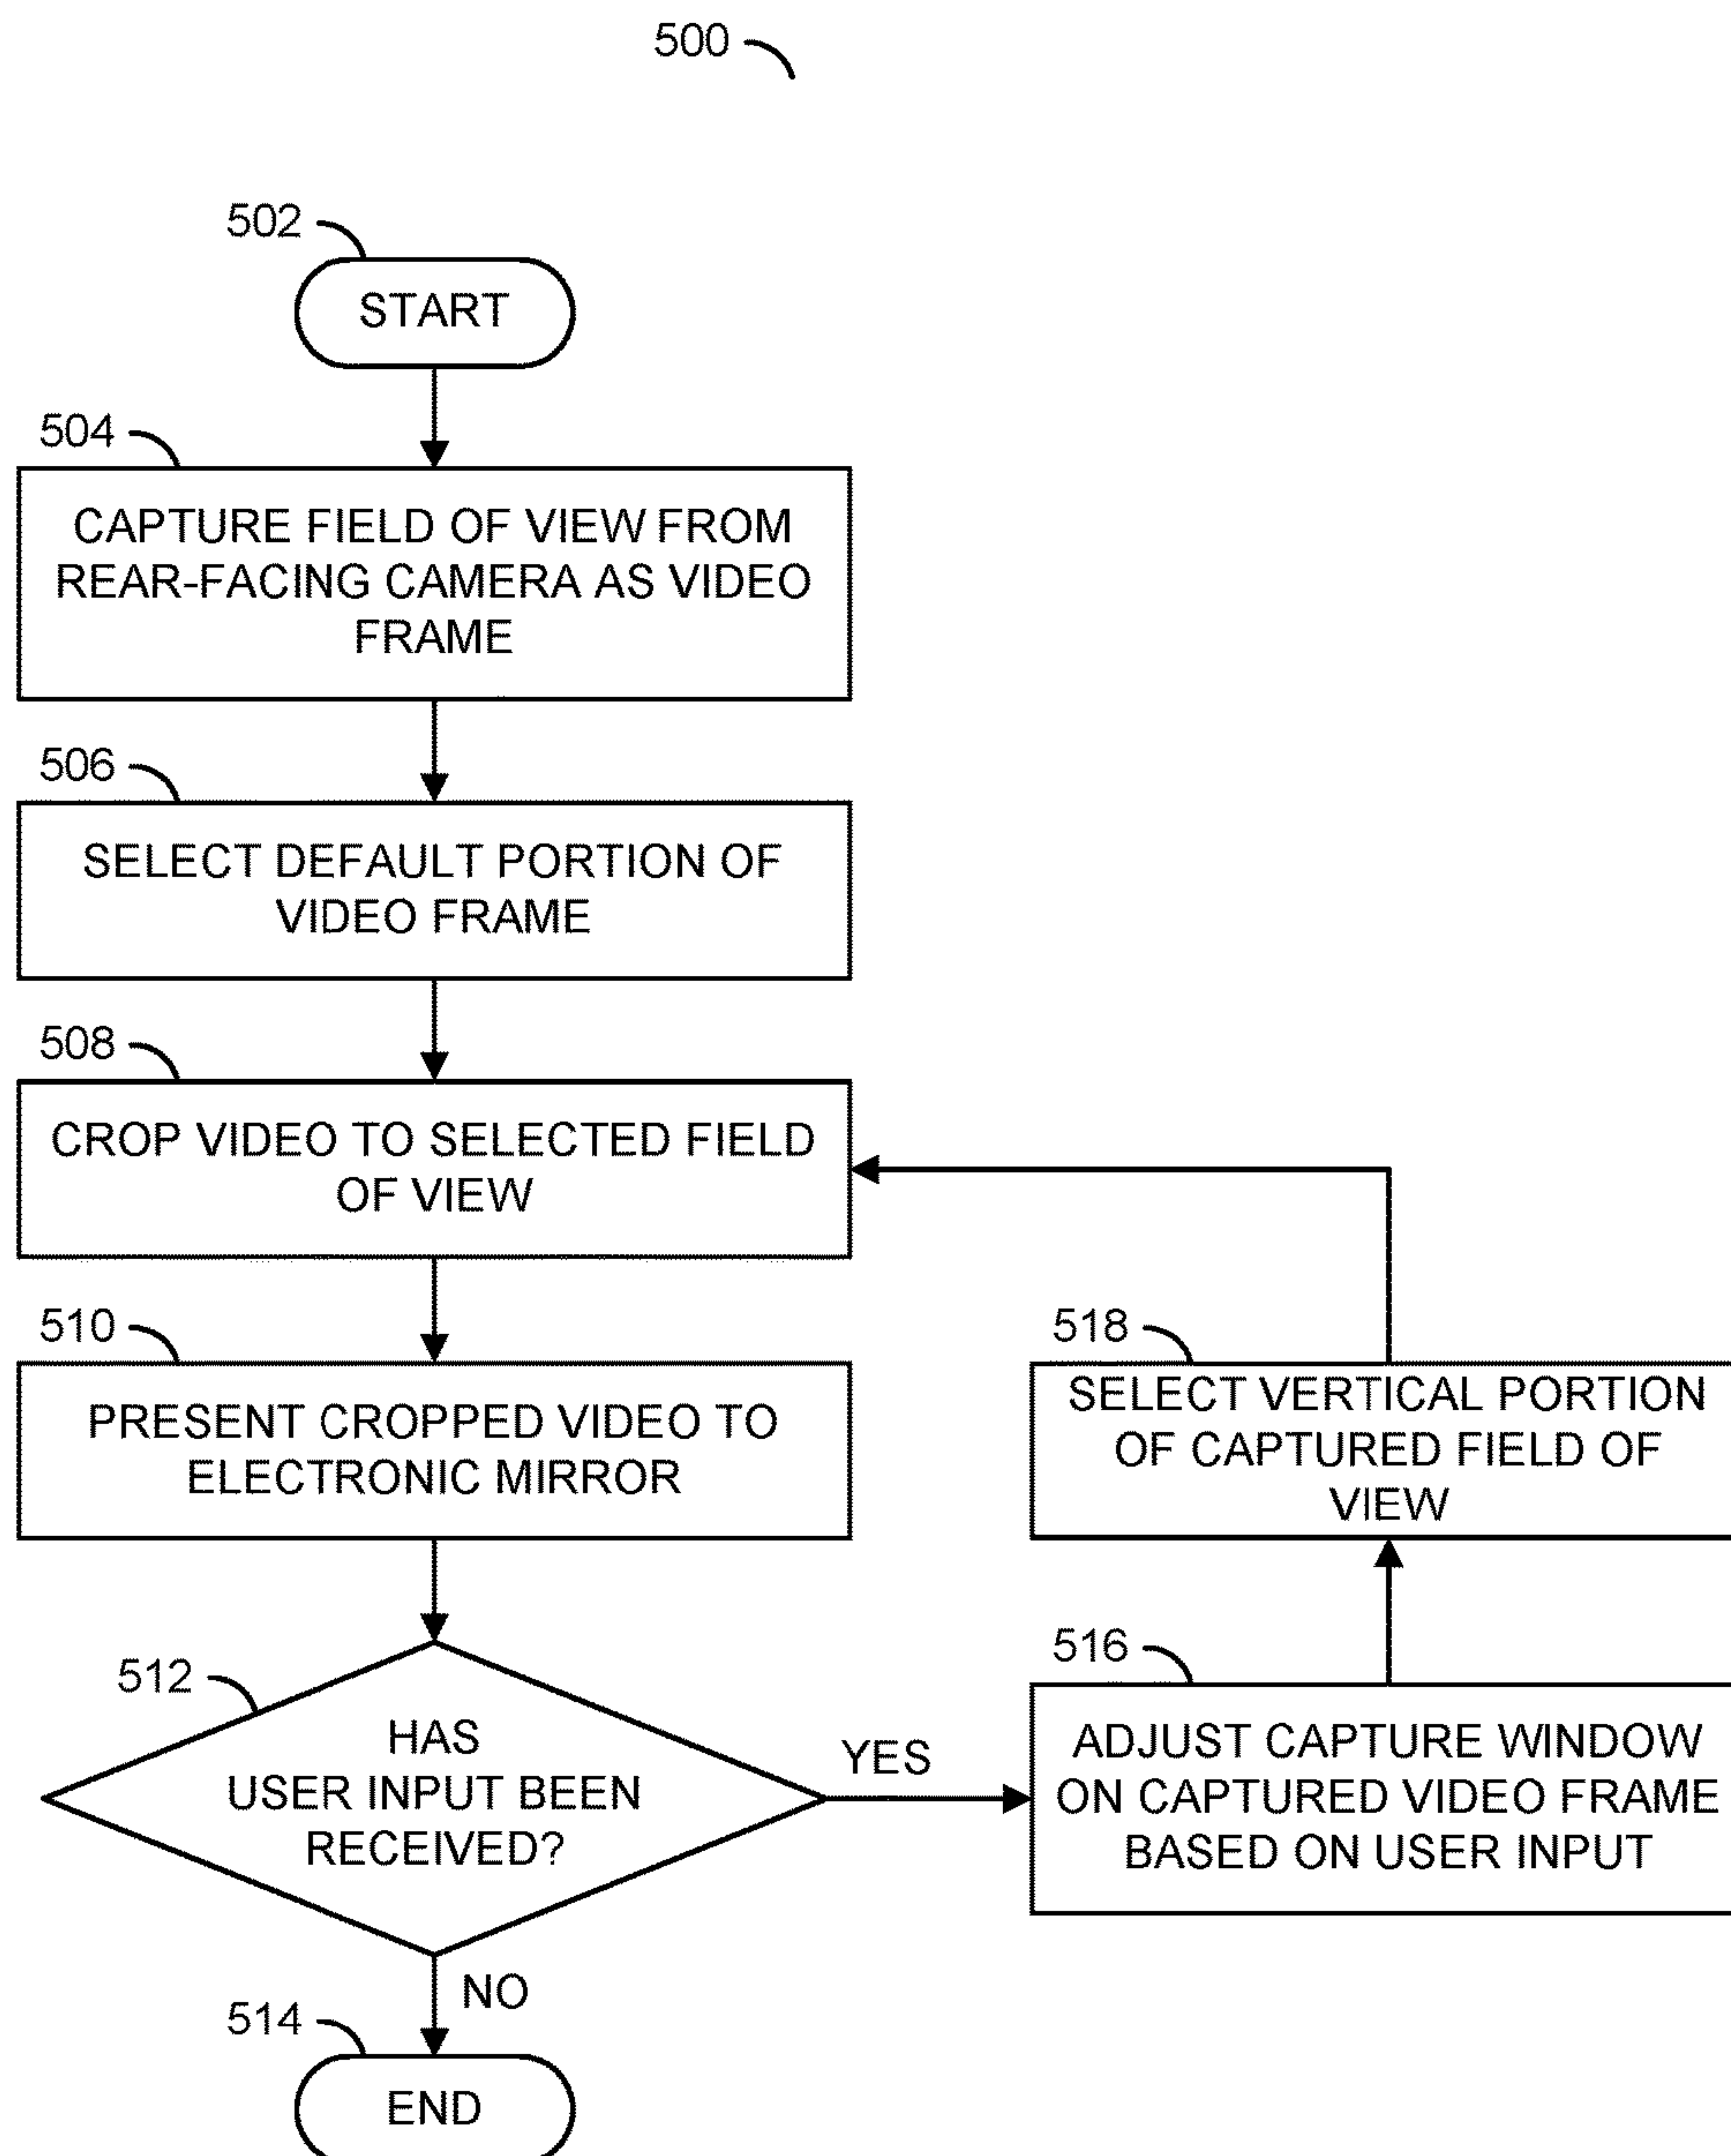 500
502
START
504
CAPTURE FIELD OF VIEW FROM
REAR-FACING CAMERA AS VIDEO
FRAME
506
SELECT DEFAULT PORTION OF
VIDEO FRAME
508
CROP VIDEO TO SELECTED FIELD
OF VIEW
510
PRESENT CROPPED VIDEO TO
ELECTRONIC MIRROR
512
HAS
USER INPUT BEEN
RECEIVED?
YES
NO
514
END
516
ADJUST CAPTURE WINDOW
ON CAPTURED VIDEO FRAME
BASED ON USER INPUT
518
SELECT VERTICAL PORTION
OF CAPTURED FIELD OF
VIEW